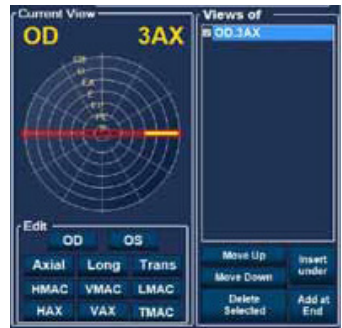 Current View
OD 3AX
Edit
OD OS
Axial Long Trans
HMAC VMAC LMAC
HAX VAX TMAC
Views of
OD.3AX
Move Up
Move Down
Insert under
Delete Selected
Add at End